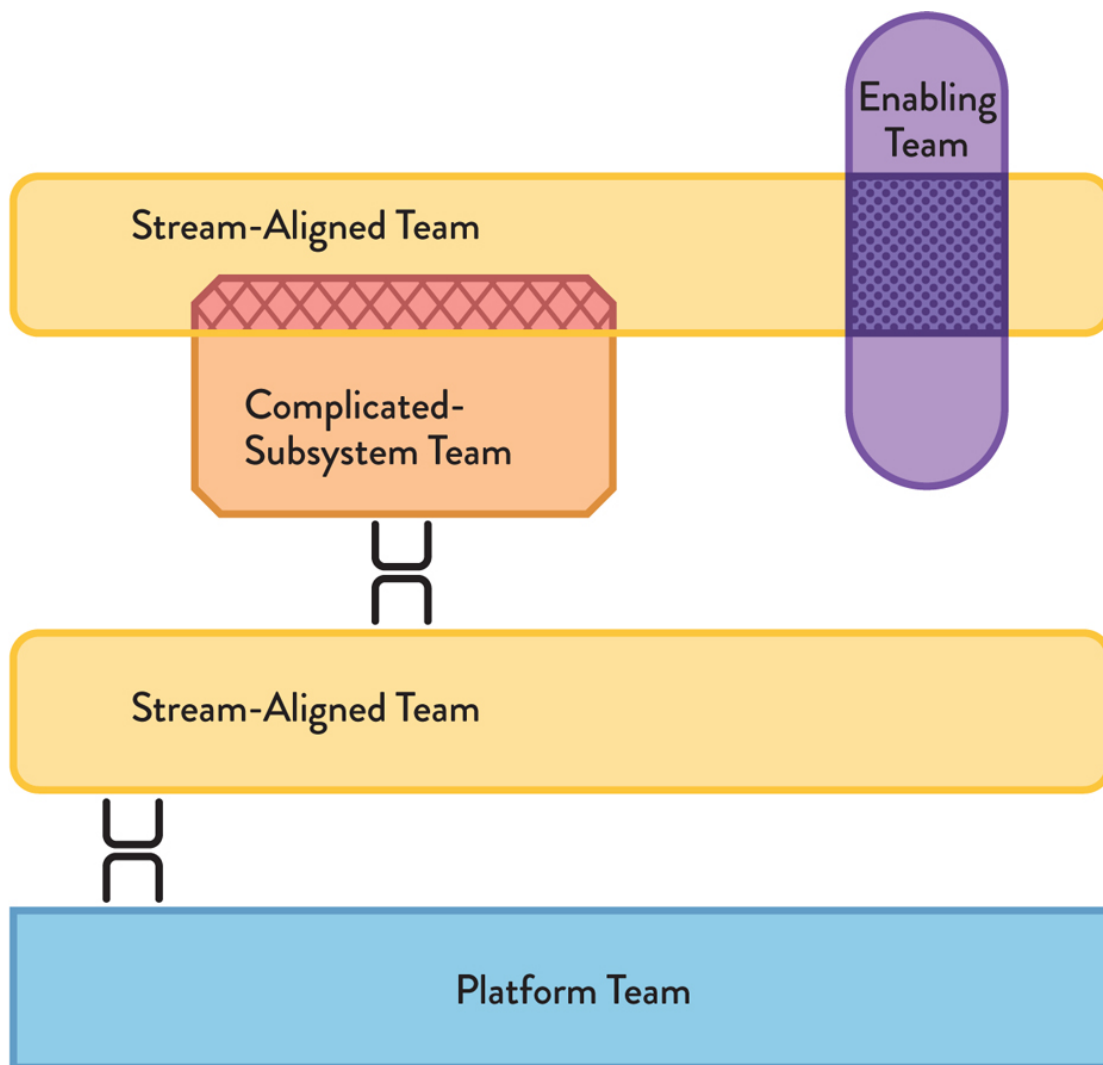 Enabling
Team
Stream-Aligned Team
Complicated-
Subsystem Team
Stream-Aligned Team
Platform Team